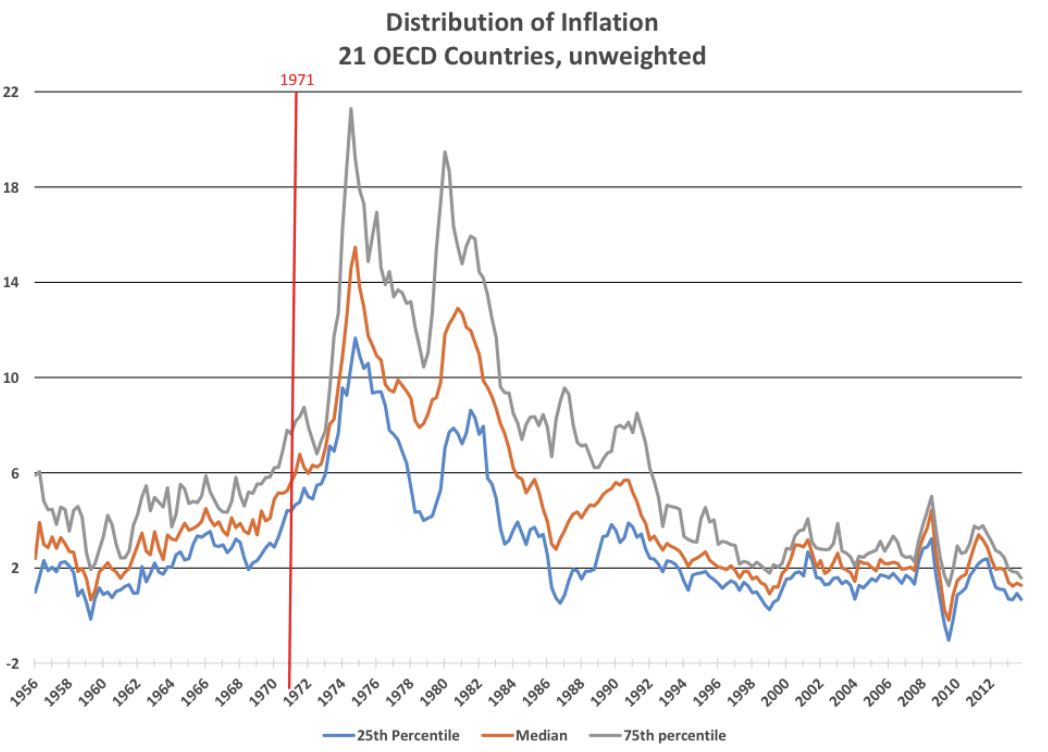 Distribution of Inflation
21 OECD Countries, unweighted
1971
22
18
14
10
6
2
-2
1956 1958 1960 1962 1964 1966 1968 1970 1972 1974 1976 1978 1980 1982 1984 1986 1988 1990 1992 1994 1996 1998 2000 2002 2004 2006 2008 2010 2012
25th Percentile Median 75th percentile